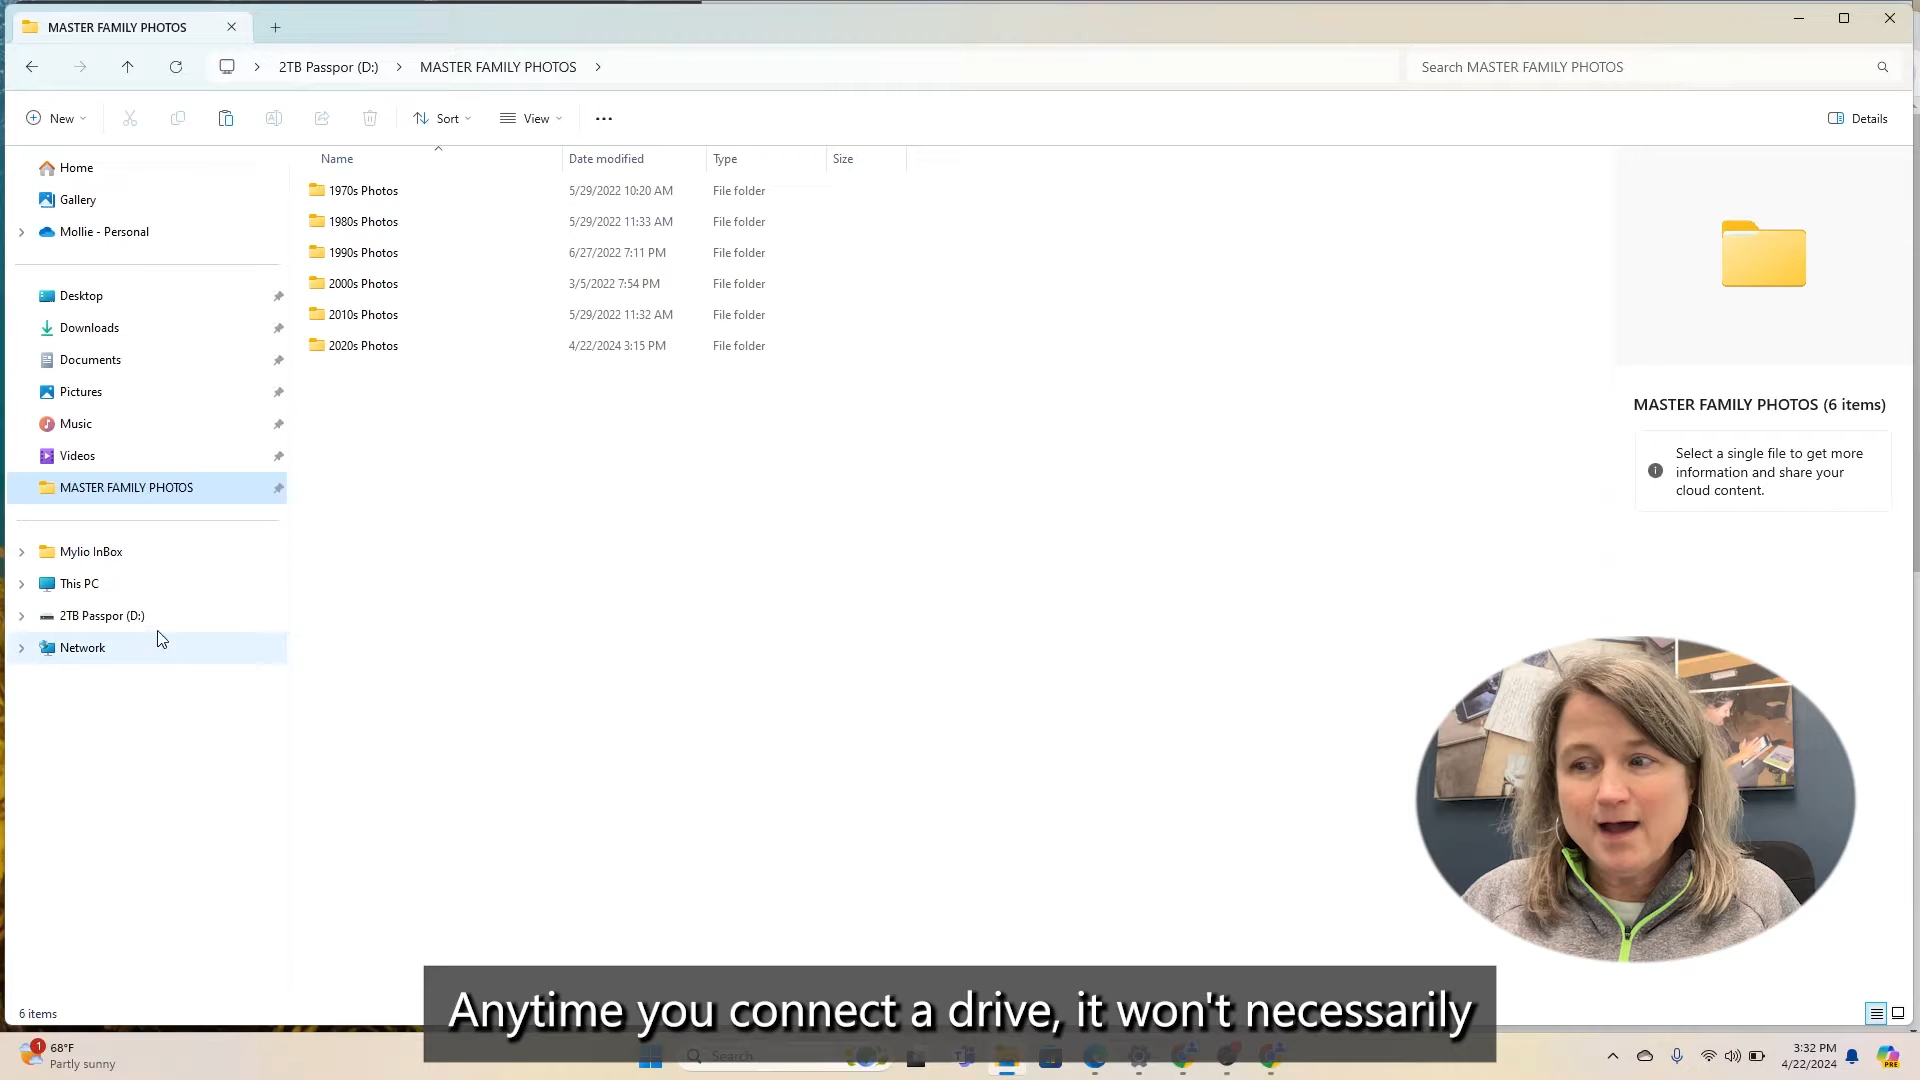 MASTER FAMILY PHOTOS
2TB Passpor (D:)
MASTER FAMILY PHOTOS
Search MASTER FAMILY PHOTOS
New
Sort
View
Details
Home
Gallery
Mollie - Personal
Desktop
Downloads
Documents
Pictures
Music
Videos
MASTER FAMILY PHOTOS
Mylio InBox
This PC
2TB Passpor (D:)
Network
Name Date modified Type Size
1970s Photos 5/29/2022 10:20 AM File folder
1980s Photos 5/29/2022 11:33 AM File folder
1990s Photos 6/27/2022 7:11 PM File folder
2000s Photos 3/5/2022 7:54 PM File folder
2010s Photos 5/29/2022 11:32 AM File folder
2020s Photos 4/22/2024 3:15 PM File folder
MASTER FAMILY PHOTOS (6 items)
Select a single file to get more
information and share your
cloud content.
6 items
Anytime you connect a drive, it won't necessarily
1
68°F
Partly sunny
Search
3:32 PM
4/22/2024
PRE